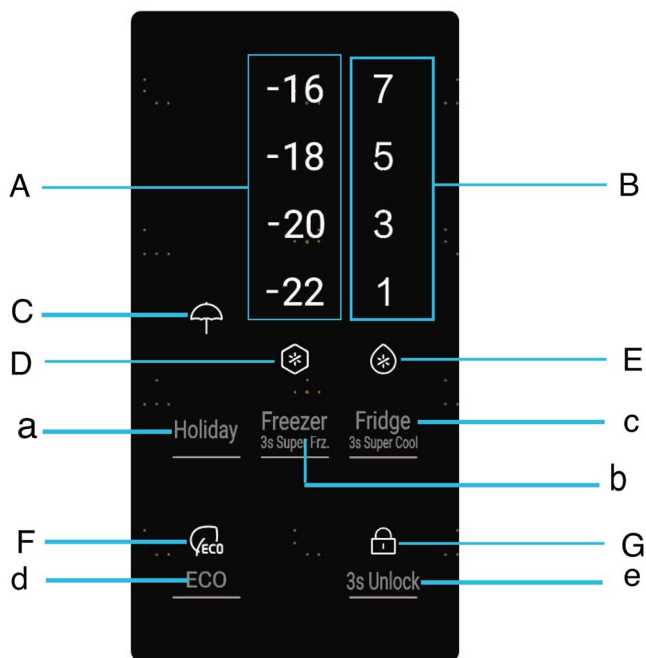 -16 7
-18 5
A B
-20 3
-22 1
C
D E
a Holiday Freezer Fridge c
3s Super Frz. 3s Super Cool
b
F ECO G
d ECO 3s Unlock e